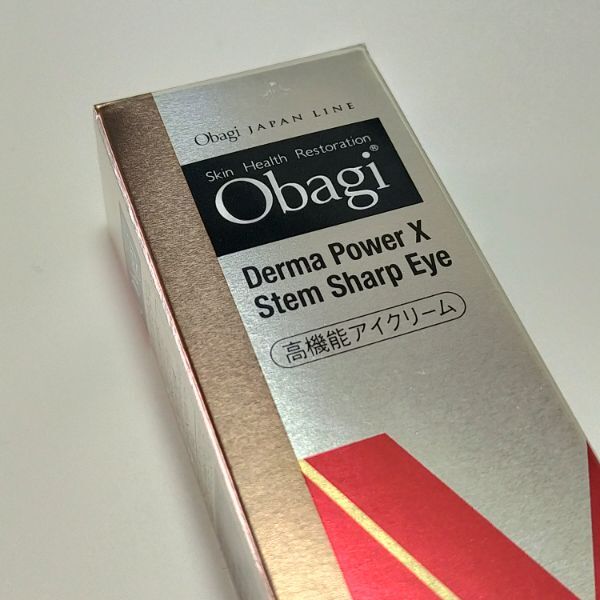 Obagi JAPAN LINE
Skin Health Restoration
Obagi®
Derma Power X
Stem Sharp Eye
高機能アイクリーム